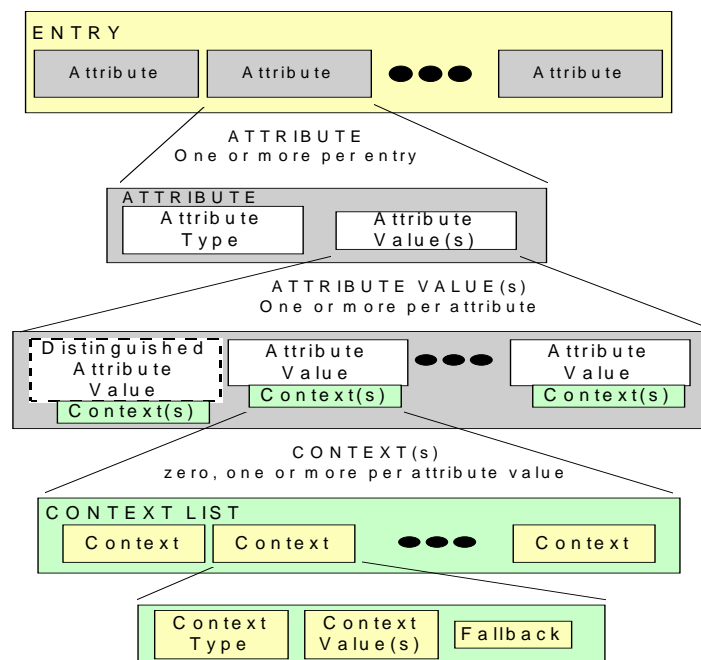 ENTRY
Attribute
Attribute
Attribute
ATTRIBUTE
One or more per entry
ATTRIBUTE
Attribute
Type
Attribute
Value(s)
ATTRIBUTE VALUE(s)
One or more per attribute
Distinguished
Attribute
Value
Context(s)
Attribute
Value
Context(s)
Attribute
Value
Context(s)
CONTEXT(s)
zero, one or more per attribute value
CONTEXT LIST
Context
Context
Context
Context
Type
Context
Value(s)
Fallback